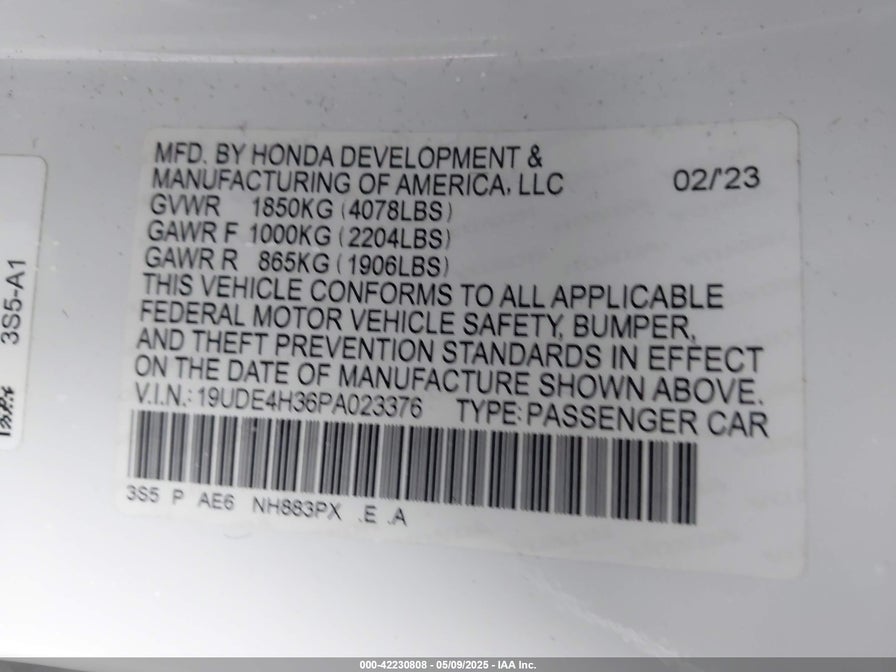 MFD. BY HONDA DEVELOPMENT &
MANUFACTURING OF AMERICA, LLC 02/'23
GVWR 1850KG (4078LBS)
GAWR F 1000KG (2204LBS)
GAWR R 865KG (1906LBS)
THIS VEHICLE CONFORMS TO ALL APPLICABLE
FEDERAL MOTOR VEHICLE SAFETY, BUMPER,
AND THEFT PREVENTION STANDARDS IN EFFECT
ON THE DATE OF MANUFACTURE SHOWN ABOVE.
V.I.N.: 19UDE4H36PA023376 TYPE: PASSENGER CAR
3S5 P AE6 NH883PX .E .A
3S5-A1
000-42230808 - 05/09/2025 - IAA Inc.